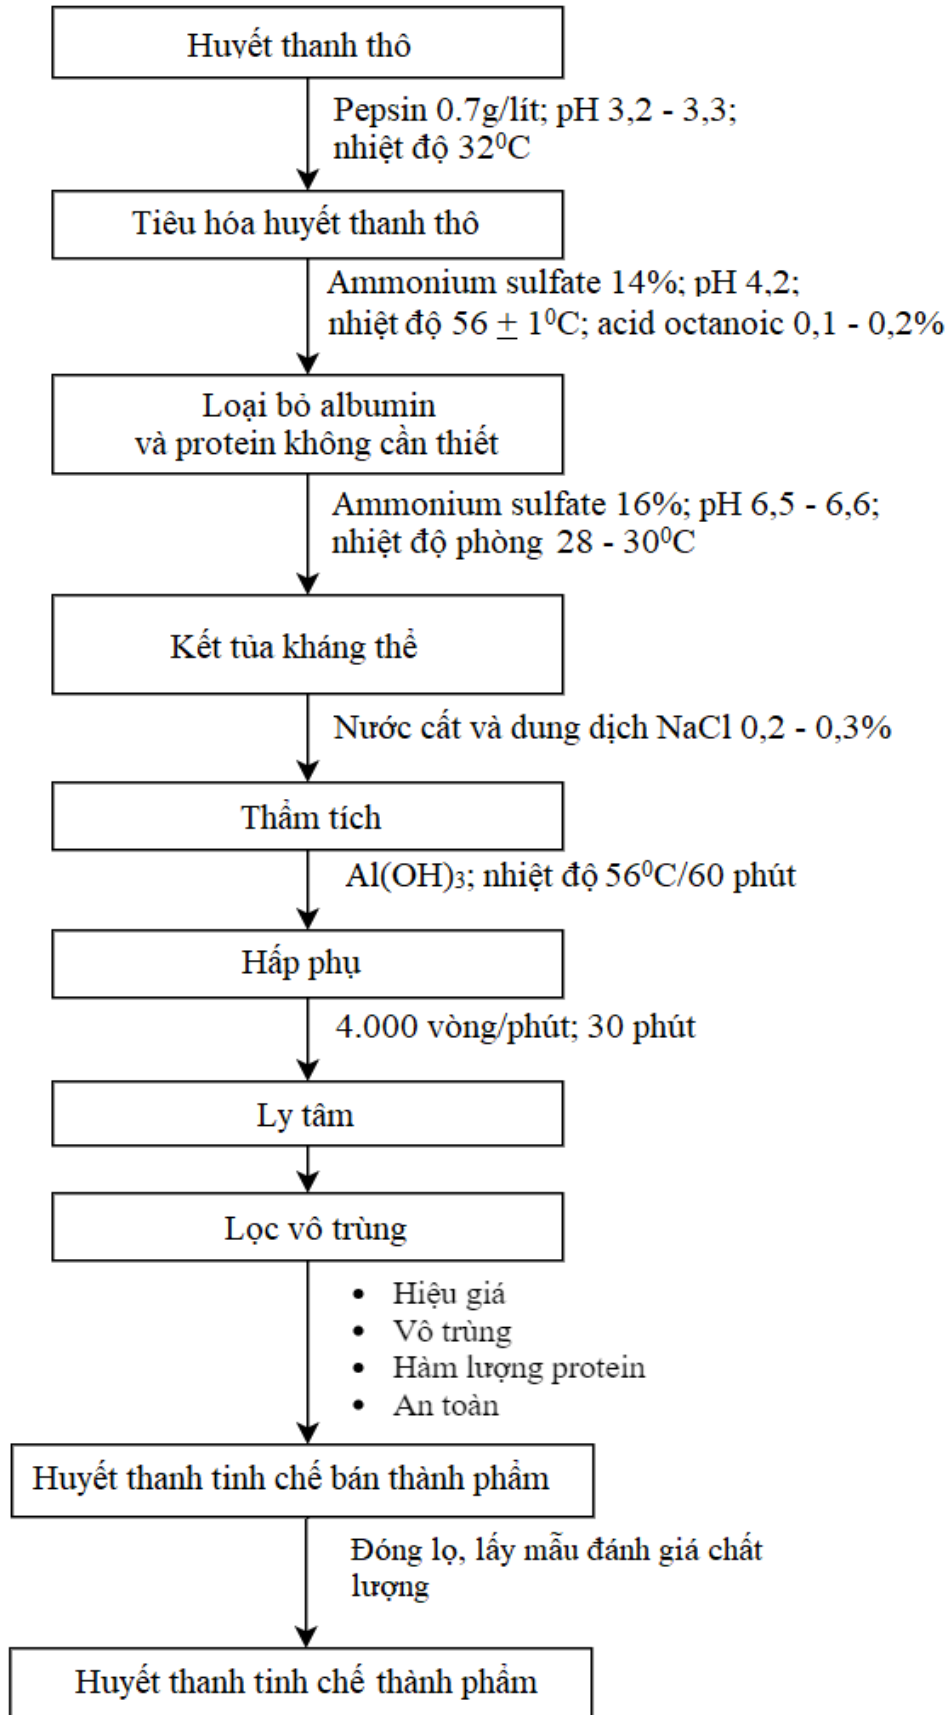 Huyết thanh thô
Pepsin 0.7g/lít; pH 3,2 - 3,3;
nhiệt độ 32⁰C
Tiêu hóa huyết thanh thô
Ammonium sulfate 14%; pH 4,2;
nhiệt độ 56 ± 1⁰C; acid octanoic 0,1 - 0,2%
Loại bỏ albumin
và protein không cần thiết
Ammonium sulfate 16%; pH 6,5 - 6,6;
nhiệt độ phòng 28 - 30⁰C
Kết tủa kháng thể
Nước cất và dung dịch NaCl 0,2 - 0,3%
Thẩm tích
Al(OH)₃; nhiệt độ 56⁰C/60 phút
Hấp phụ
4.000 vòng/phút; 30 phút
Ly tâm
Lọc vô trùng
• Hiệu giá
• Vô trùng
• Hàm lượng protein
• An toàn
Huyết thanh tinh chế bán thành phẩm
Đóng lọ, lấy mẫu đánh giá chất
lượng
Huyết thanh tinh chế thành phẩm